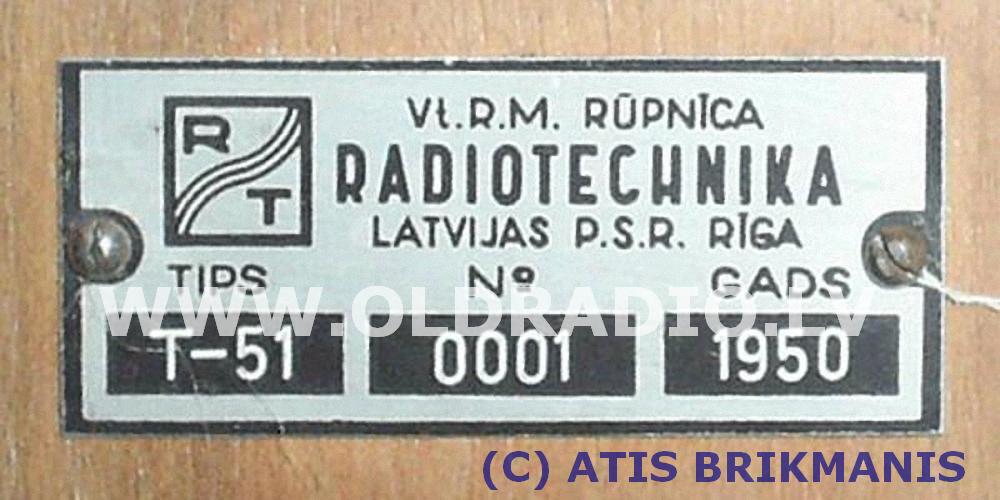 R T
Vt.R.M. RŪPNĪCA
RADIOTECHNIKA
LATVIJAS P.S.R. RĪGA
TIPS Nº GADS
WWW.OLDRADIO.LV
T-51 0001 1950
(C) ATIS BRIKMANIS